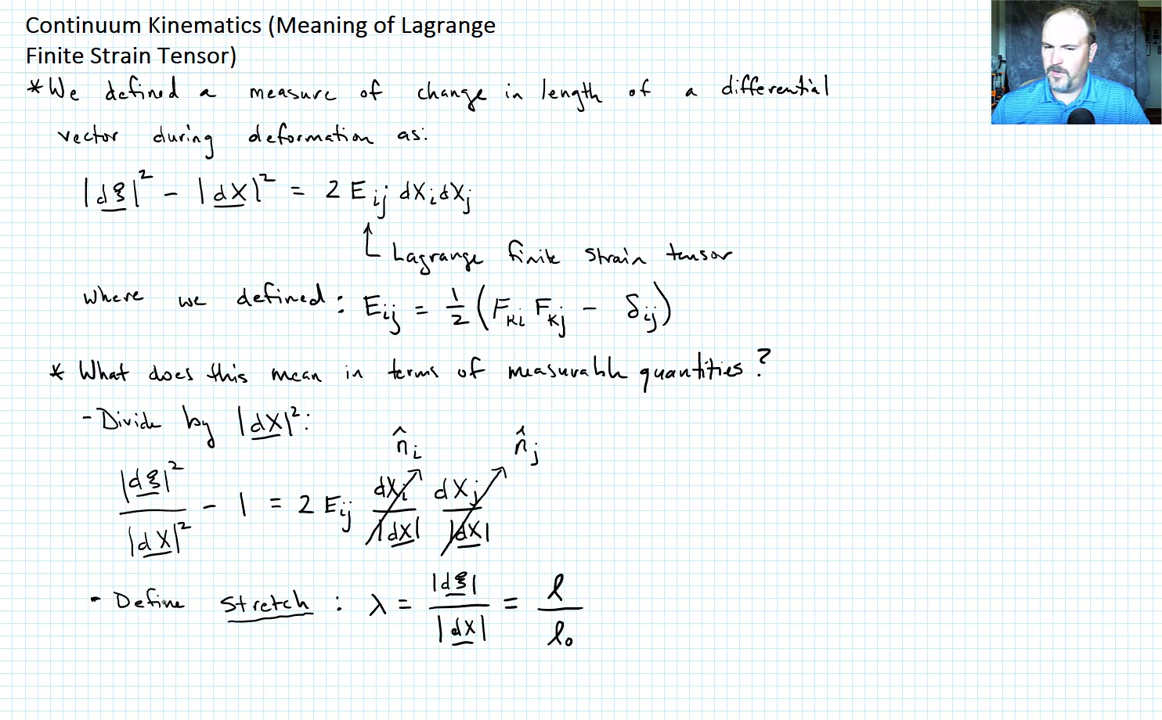 Continuum Kinematics (Meaning of Lagrange
Finite Strain Tensor)
* We defined a measure of change in length of a differential
vector during deformation as:
|dξ|² - |dX|² = 2 E_ij dX_i dX_j
↑ Lagrange finite strain tensor
where we defined: E_ij = 1/2 (F_ki F_kj - δ_ij)
* What does this mean in terms of measurable quantities?
- Divide by |dX|²:
n̂_i n̂_j
|dξ|² / |dX|² - 1 = 2 E_ij dX_i / |dX| dX_j / |dX|
- Define stretch: λ = |dξ| / |dX| = l / l₀